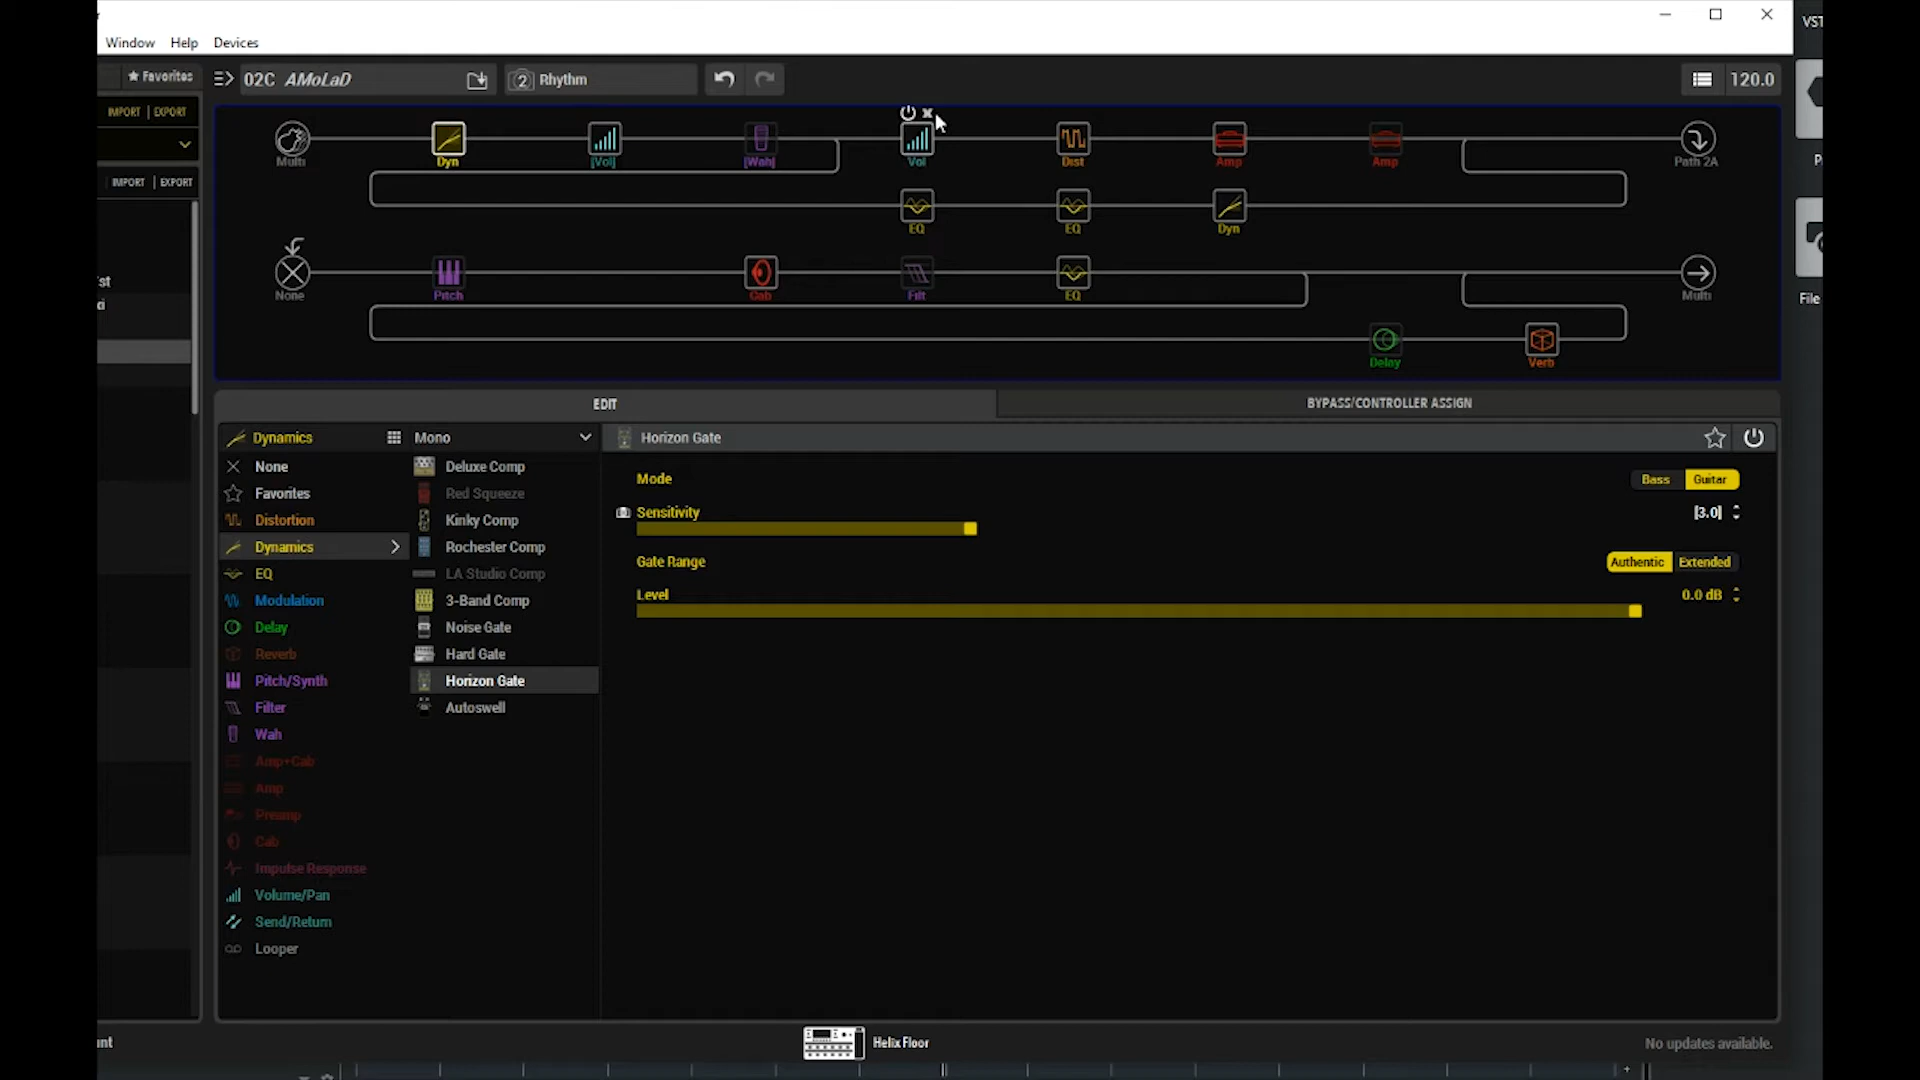 VST
Window Help Devices
Favorites 02C AMoLaD 2 Rhythm 120.0
IMPORT | EXPORT
Multi Dyn [Vol] [Wah] Vol Dist Amp Amp Path 2A
IMPORT | EXPORT
EQ EQ Dyn
None Pitch Cab Filt EQ Multi
File
Delay Verb
EDIT BYPASS/CONTROLLER ASSIGN
Dynamics Mono Horizon Gate
None Deluxe Comp Mode Bass Guitar
Favorites Red Squeeze Sensitivity [3.0]
Distortion Kinky Comp
Dynamics Rochester Comp Gate Range Authentic Extended
EQ LA Studio Comp Level 0.0 dB
Modulation 3-Band Comp
Delay Noise Gate
Reverb Hard Gate
Pitch/Synth Horizon Gate
Filter Autoswell
Wah
Amp+Cab
Amp
Preamp
Cab
Impulse Response
Volume/Pan
Send/Return
Looper
Helix Floor No updates available.